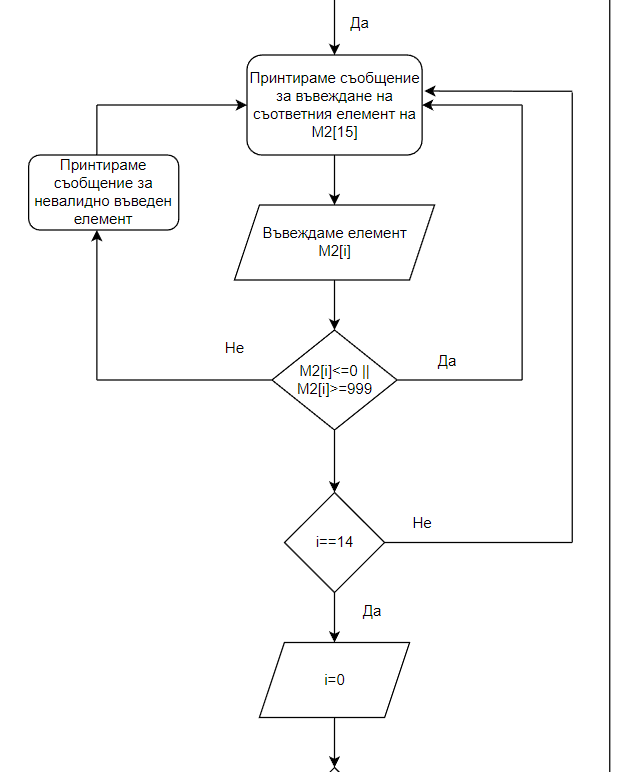 Да
Принтираме съобщение
за въвеждане на
съответния елемент на
M2[15]
Принтираме
съобщение за
невалидно въведен
елемент
Въвеждаме елемент
M2[i]
Не
Да
M2[i]<=0 ||
M2[i]>=999
Не
i==14
Да
i=0